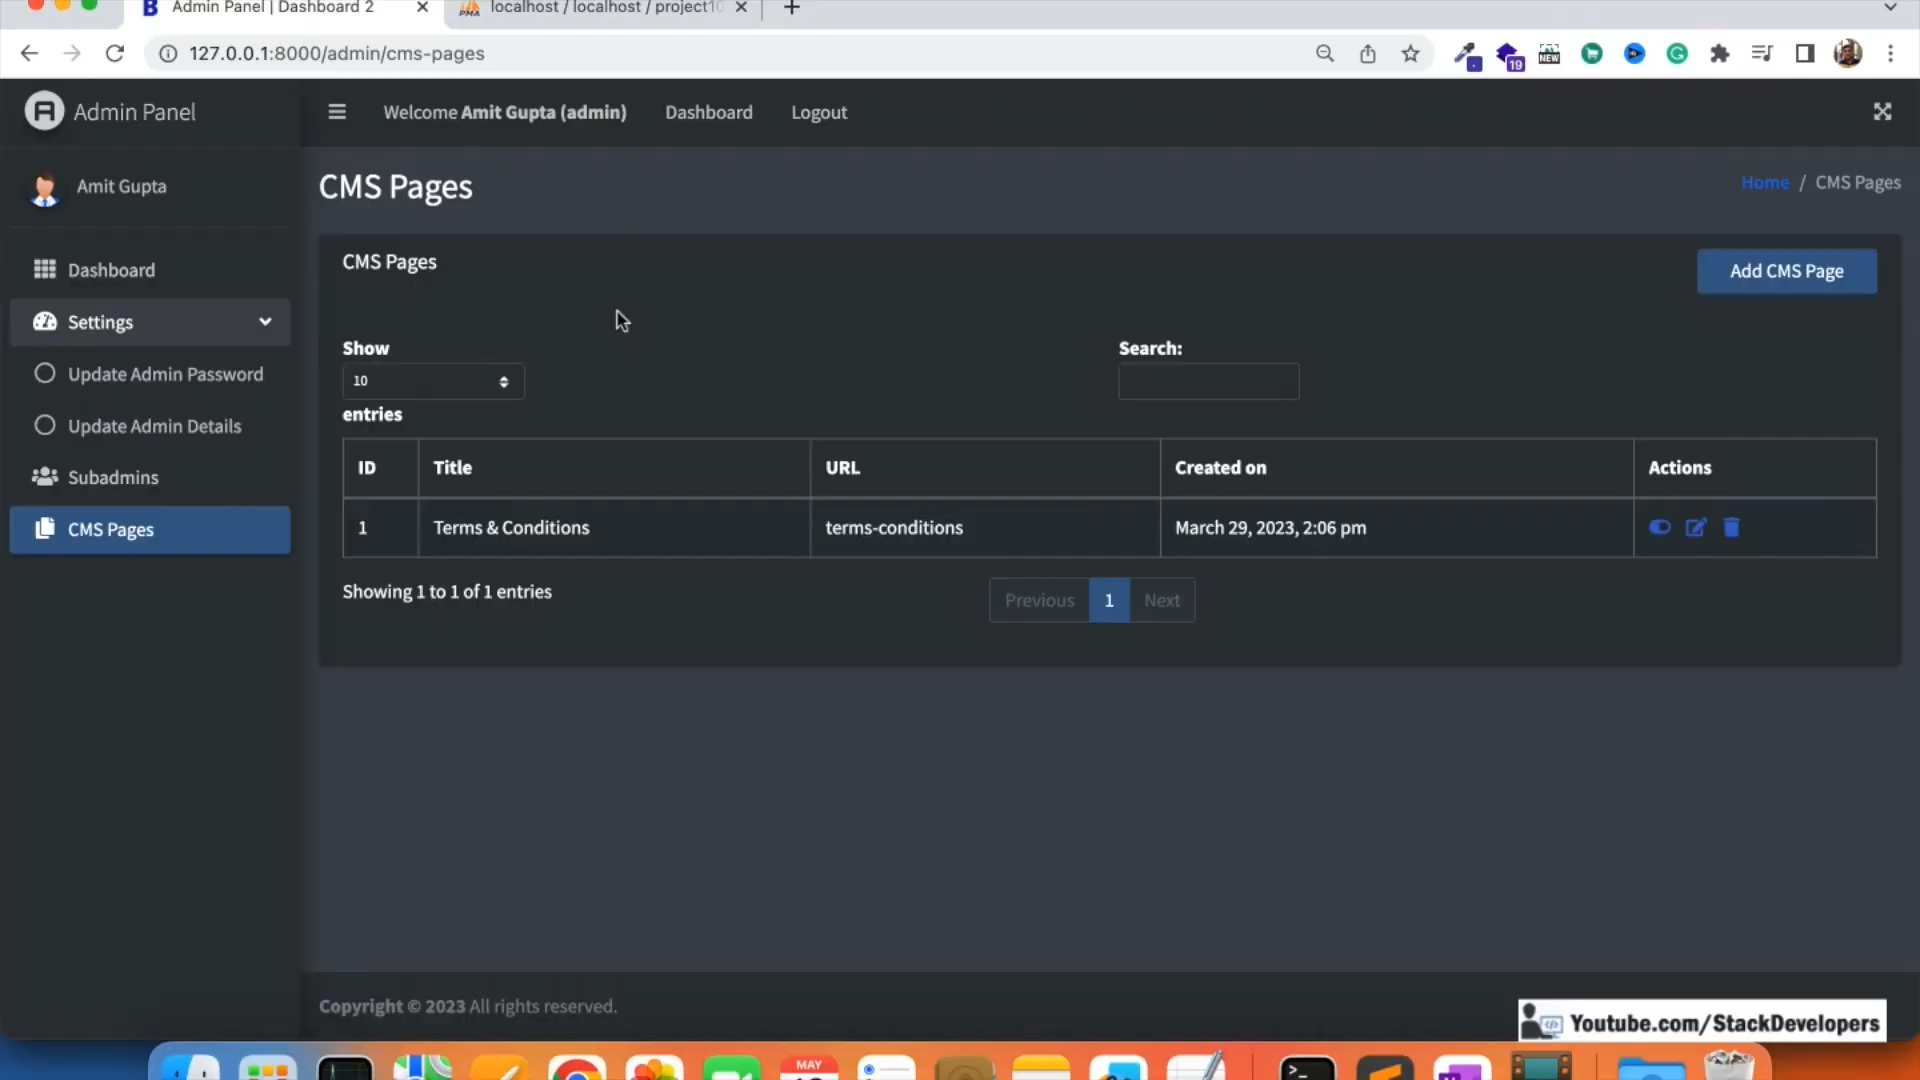 Admin Panel | Dashboard 2
localhost / localhost / project10
127.0.0.1:8000/admin/cms-pages
19
NEW
Admin Panel
Welcome Amit Gupta (admin)
Dashboard
Logout
Amit Gupta
CMS Pages
Home / CMS Pages
Dashboard
Settings
Update Admin Password
Update Admin Details
Subadmins
CMS Pages
CMS Pages
Add CMS Page
Show
10
entries
Search:
ID Title URL Created on Actions
1 Terms & Conditions terms-conditions March 29, 2023, 2:06 pm
Showing 1 to 1 of 1 entries
Previous 1 Next
Copyright © 2023 All rights reserved.
Youtube.com/StackDevelopers
MAY